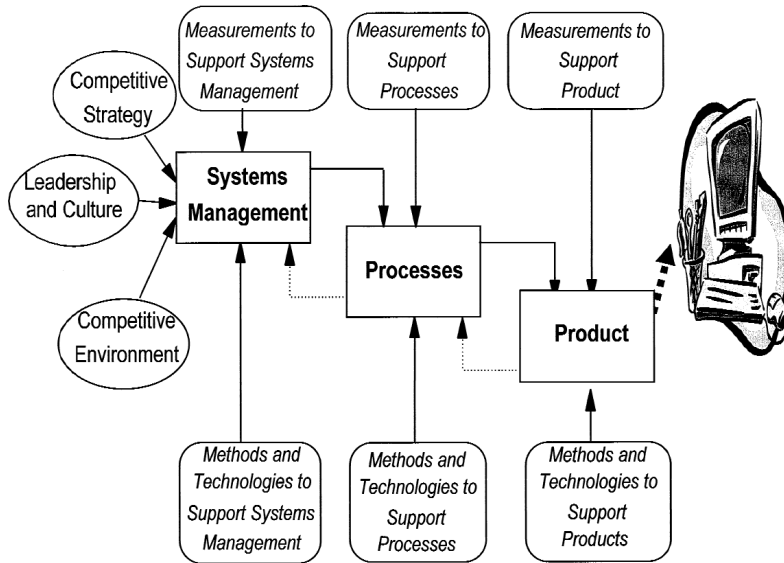 Measurements to
Support Systems
Management
Measurements to
Support
Processes
Measurements to
Support
Product
Competitive
Strategy
Leadership
and Culture
Competitive
Environment
Systems
Management
Processes
Product
Methods and
Technologies to
Support Systems
Management
Methods and
Technologies to
Support
Processes
Methods and
Technologies to
Support
Products